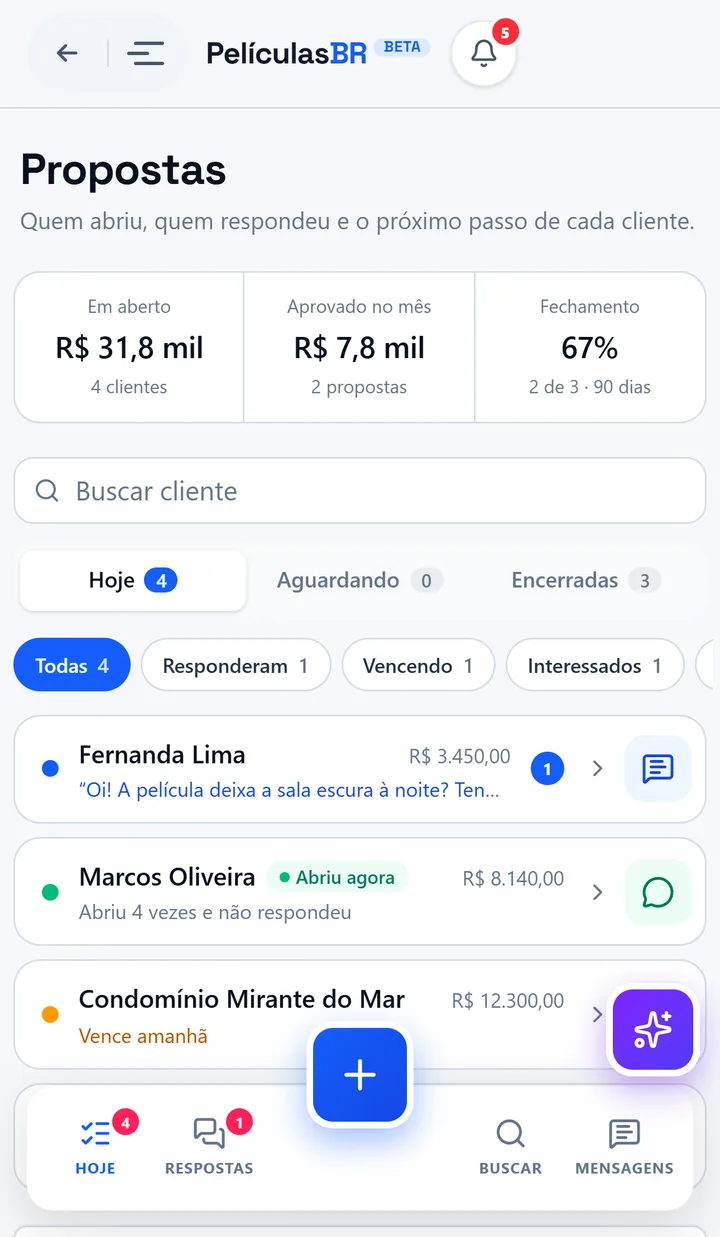 PelículasBR BETA 5
Propostas
Quem abriu, quem respondeu e o próximo passo de cada cliente.
Em aberto
R$ 31,8 mil
4 clientes
Aprovado no mês
R$ 7,8 mil
2 propostas
Fechamento
67%
2 de 3 · 90 dias
Buscar cliente
Hoje 4 Aguardando 0 Encerradas 3
Todas 4 Responderam 1 Vencendo 1 Interessados 1
Fernanda Lima R$ 3.450,00 1
“Oi! A película deixa a sala escura à noite? Ten...
Marcos Oliveira Abriu agora R$ 8.140,00
Abriu 4 vezes e não respondeu
Condomínio Mirante do Mar R$ 12.300,00
Vence amanhã
4 1
HOJE RESPOSTAS BUSCAR MENSAGENS